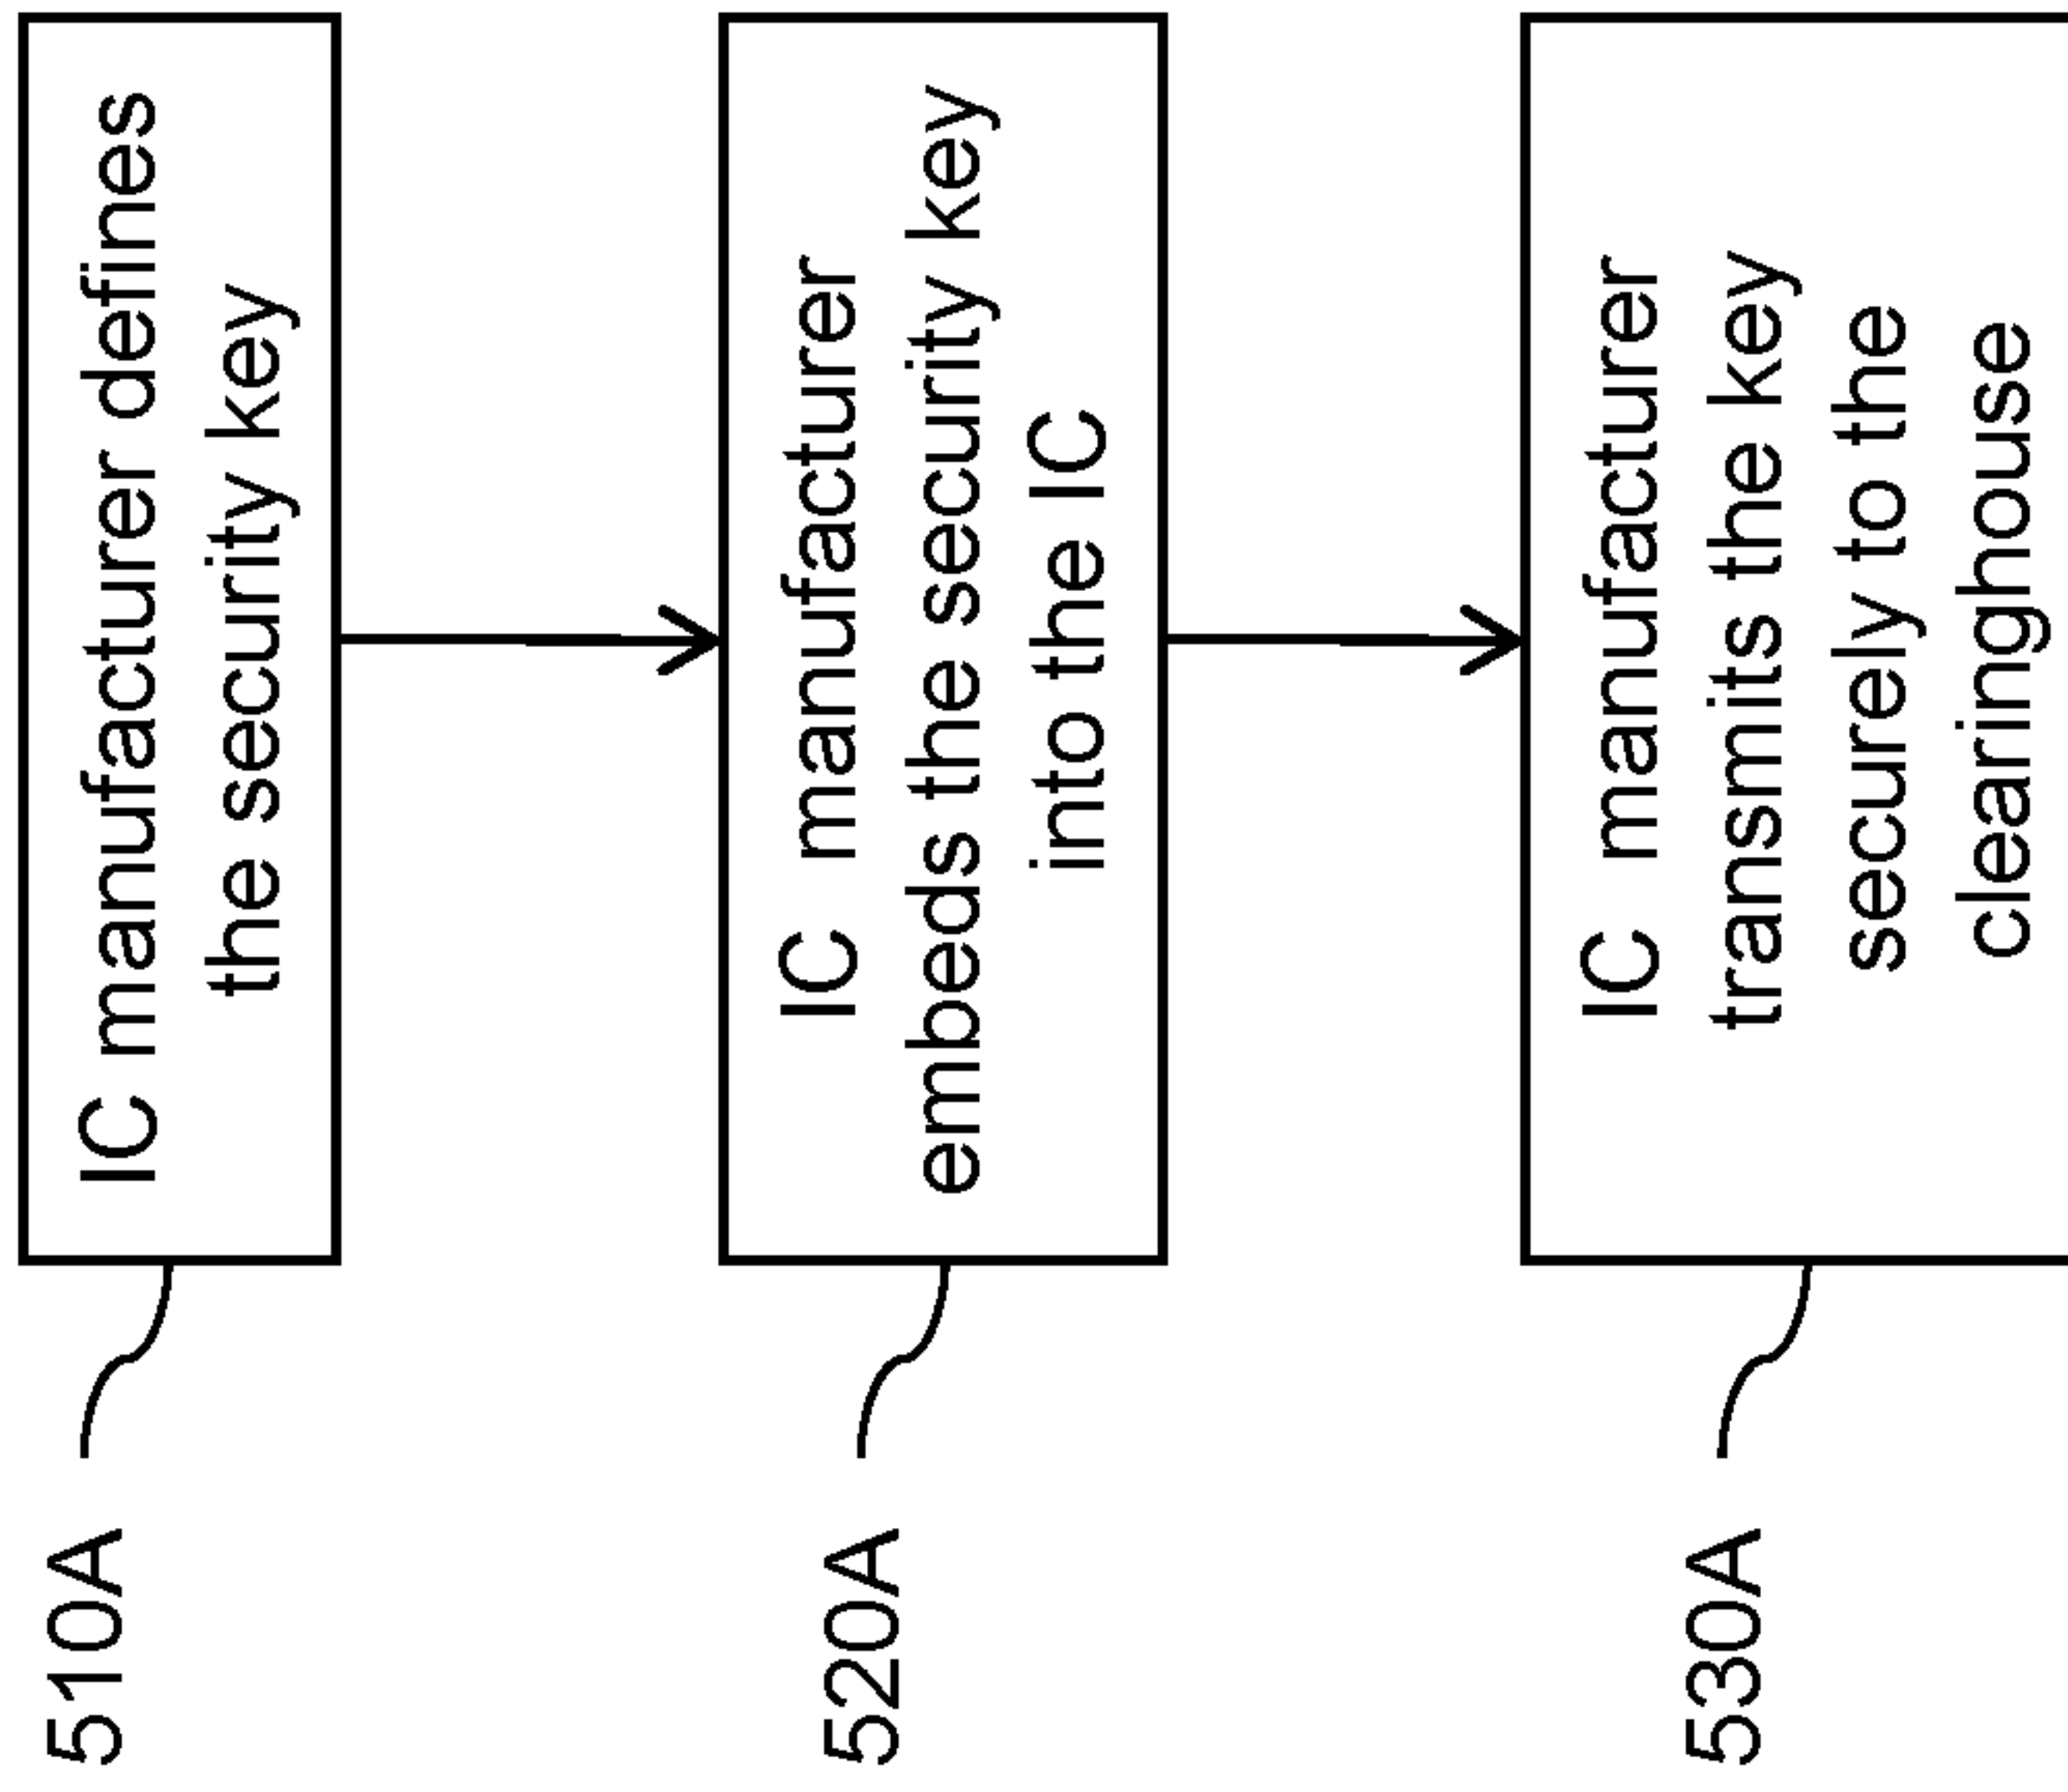 510A
IC manufacturer defines
the security key
520A
IC manufacturer
embeds the security key
into the IC
530A
IC manufacturer
transmits the key
securely to the
clearinghouse